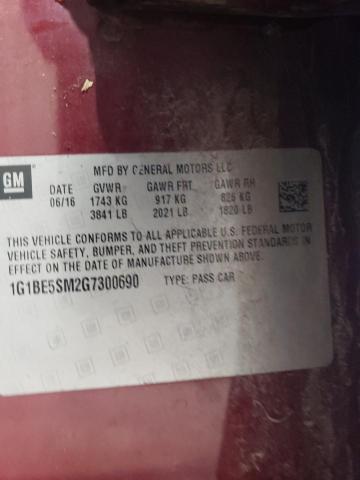 GM
MFD BY GENERAL MOTORS LLC
DATE GVWR GAWR FRT GAWR RR
06/16 1743 KG 917 KG 826 KG
3841 LB 2021 LB 1820 LB
THIS VEHICLE CONFORMS TO ALL APPLICABLE U.S. FEDERAL MOTOR
VEHICLE SAFETY, BUMPER, AND THEFT PREVENTION STANDARDS IN
EFFECT ON THE DATE OF MANUFACTURE SHOWN ABOVE.
1G1BE5SM2G7300690 TYPE: PASS CAR